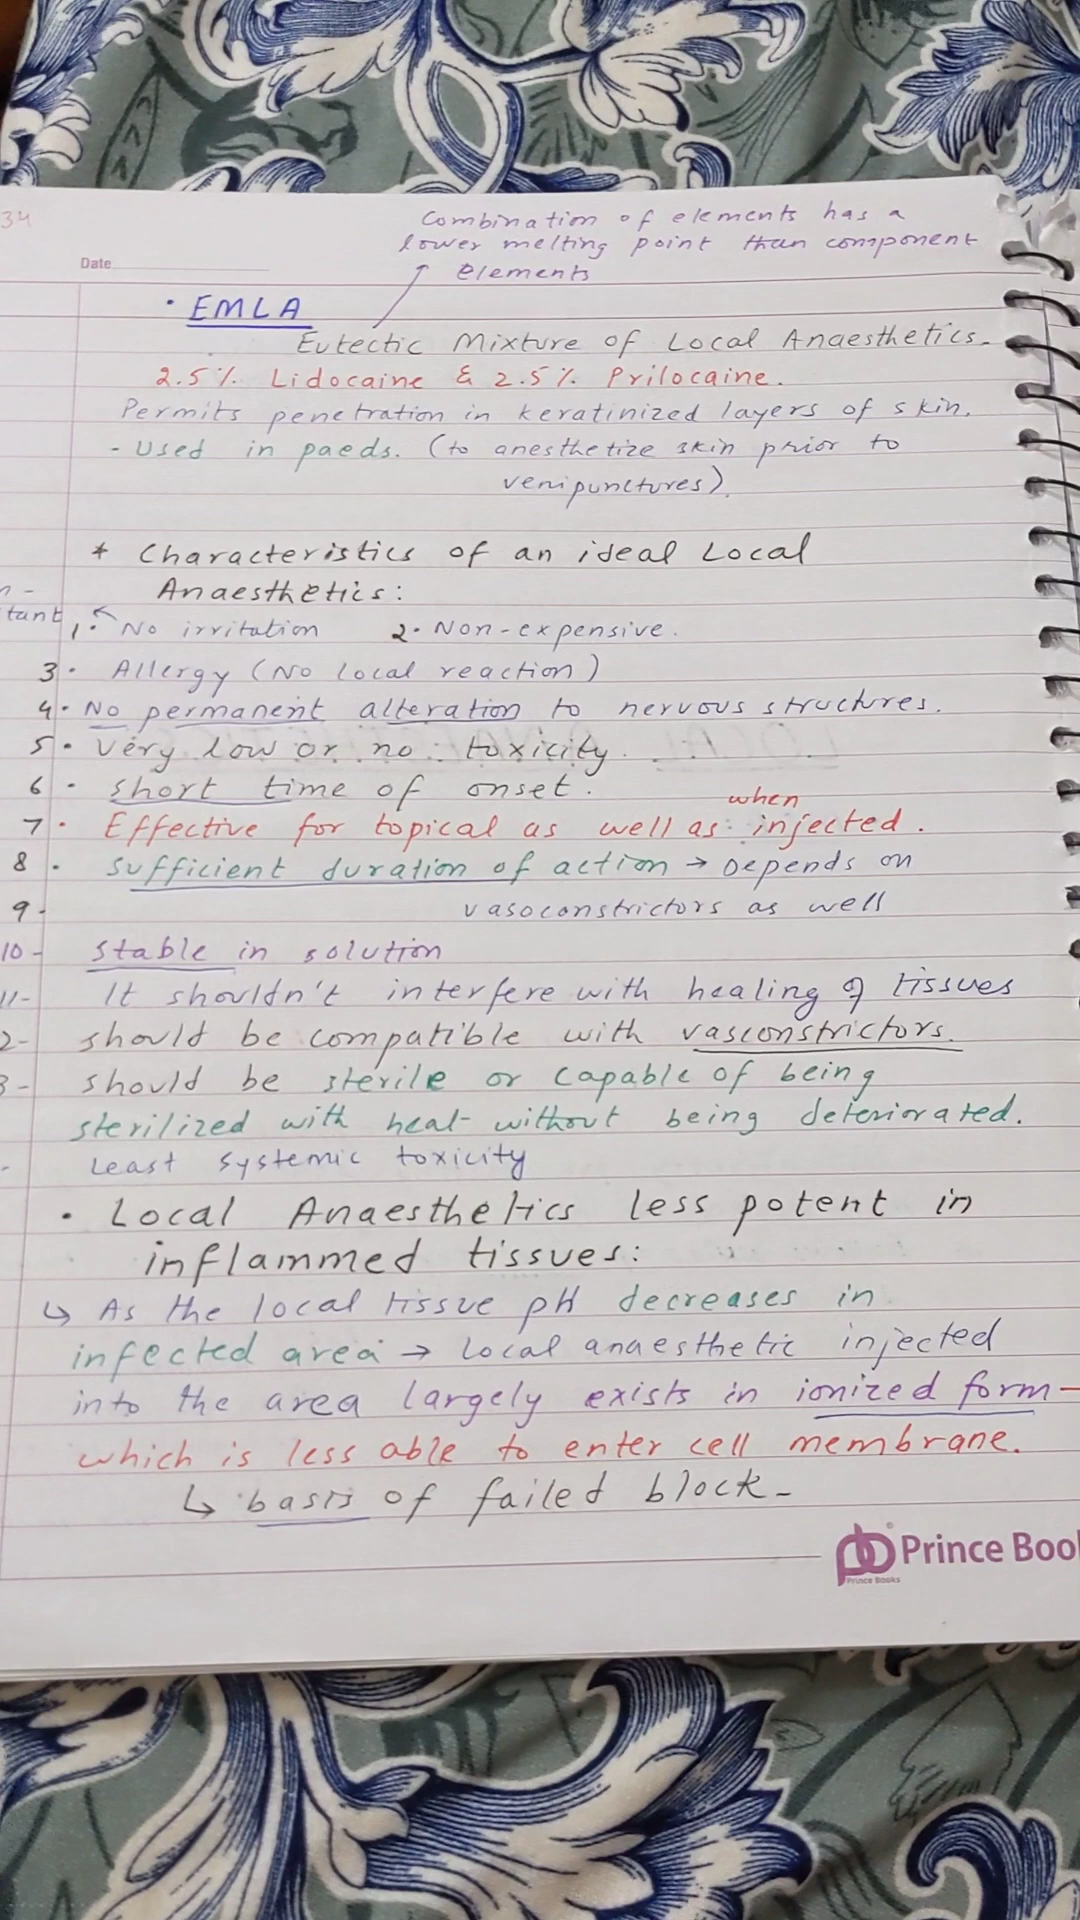 34
Combination of elements has a
lower melting point than component
elements
Date
• EMLA
Eutectic Mixture of Local Anaesthetics.
2.5% Lidocaine & 2.5% Prilocaine.
Permits penetration in keratinized layers of skin.
- Used in paeds. (to anesthetize skin prior to
venipunctures).
* Characteristics of an ideal Local
Anaesthetics:
tant
1. No irritation 2. Non-expensive.
3. Allergy (No local reaction)
4. No permanent alteration to nervous structures.
5. Very low or no toxicity.
6. Short time of onset.
when
7. Effective for topical as well as injected.
8. Sufficient duration of action → Depends on
9. vasoconstrictors as well
10- Stable in solution
11- It shouldn't interfere with healing of tissues
2- should be compatible with vasconstrictors.
3- should be sterile or capable of being
sterilized with heat without being deteriorated.
- Least systemic toxicity
• Local Anaesthetics less potent in
inflammed tissues:
↳ As the local tissue pH decreases in
infected area → local anaesthetic injected
into the area largely exists in ionized form-
which is less able to enter cell membrane.
↳ basis of failed block-
Prince Boo
Prince Books